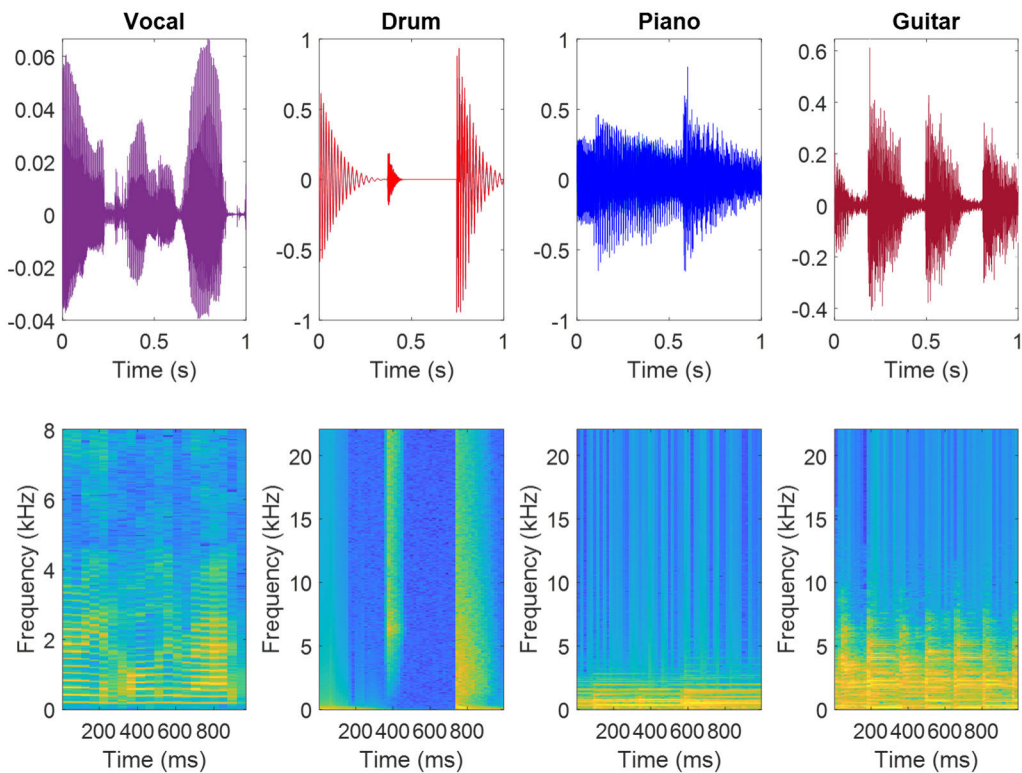 Vocal
0.06
0.04
0.02
0
-0.02
-0.04
0 0.5 1
Time (s)
Drum
1
0.5
0
-0.5
-1
0 0.5 1
Time (s)
Piano
1
0.5
0
-0.5
-1
0 0.5 1
Time (s)
Guitar
0.6
0.4
0.2
0
-0.2
-0.4
0 0.5 1
Time (s)
8
6
4
2
0
Frequency (kHz)
200 400 600 800
Time (ms)
20
15
10
5
0
Frequency (kHz)
200 400 600 800
Time (ms)
20
15
10
5
0
Frequency (kHz)
200 400 600 800
Time (ms)
20
15
10
5
0
Frequency (kHz)
200 400 600 800
Time (ms)